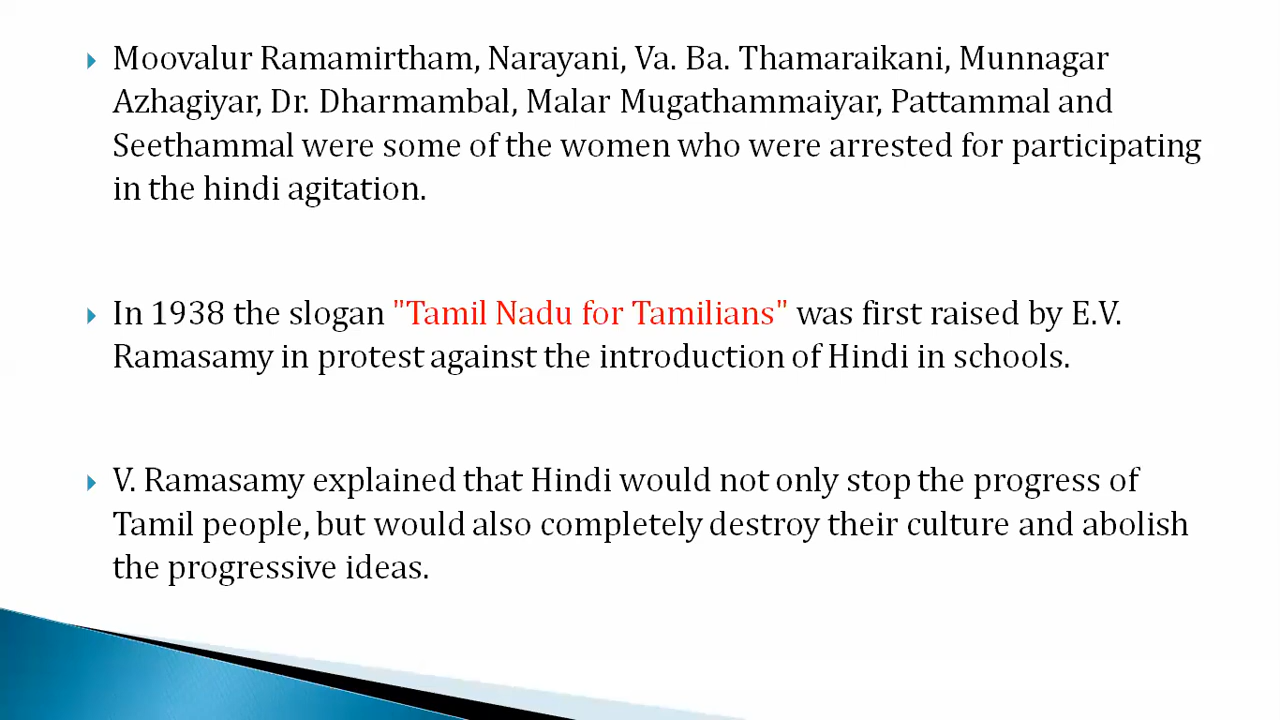 Moovalur Ramamirtham, Narayani, Va. Ba. Thamaraikani, Munnagar
Azhagiyar, Dr. Dharmambal, Malar Mugathammaiyar, Pattammal and
Seethammal were some of the women who were arrested for participating
in the hindi agitation.
In 1938 the slogan "Tamil Nadu for Tamilians" was first raised by E.V.
Ramasamy in protest against the introduction of Hindi in schools.
V. Ramasamy explained that Hindi would not only stop the progress of
Tamil people, but would also completely destroy their culture and abolish
the progressive ideas.